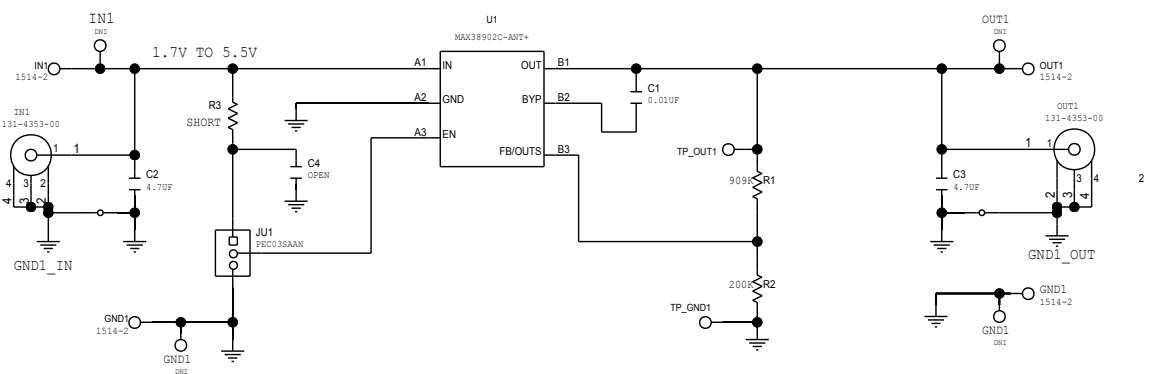 IN1
DNI
IN1
1514-2
1.7V TO 5.5V
U1
MAX38902C-ANT+
A1 IN
OUT B1
A2 GND
BYP B2
A3 EN
FB/OUTS B3
R3
SHORT
C4
OPEN
C1
0.01UF
OUT1
DNI
OUT1
1514-2
IN1
131-4353-00
1 1
4 3 2
4 3 2
C2
4.7UF
GND1_IN
JU1
PEC03SAAN
GND1
1514-2
GND1
DNI
TP_OUT1
909K R1
200K R2
TP_GND1
OUT1
131-4353-00
1 1
C3
4.7UF
3 4
2 3 4
2
GND1_OUT
GND1
1514-2
GND1
DNI